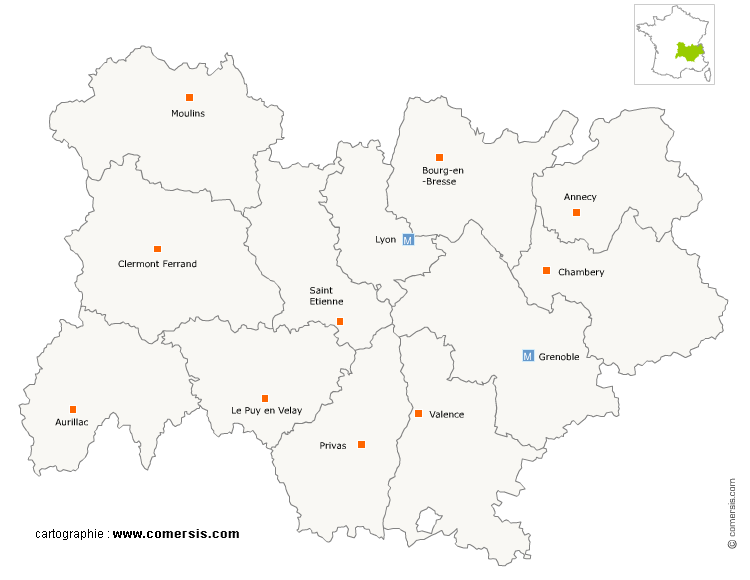 Moulins
Bourg-en
-Bresse
Annecy
Lyon M
Clermont Ferrand
Chambery
Saint
Etienne
M Grenoble
Le Puy en Velay
Aurillac
Valence
Privas
cartographie : www.comersis.com
© comersis.com